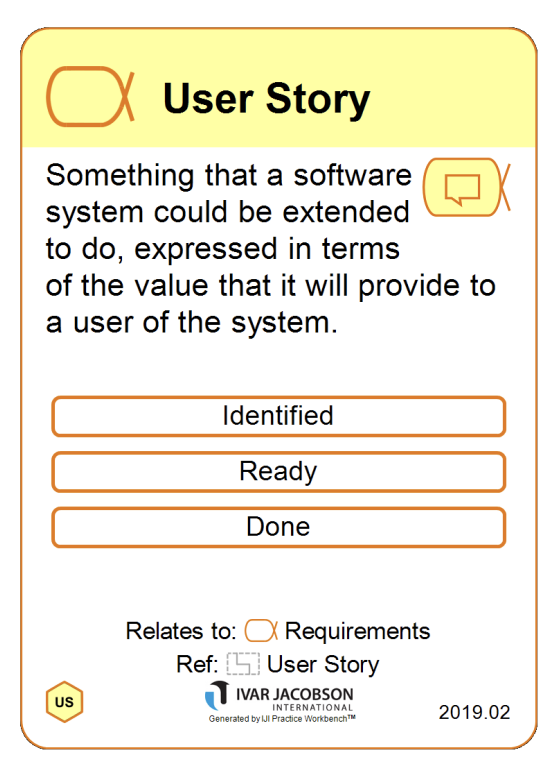 User Story
Something that a software
system could be extended
to do, expressed in terms
of the value that it will provide to
a user of the system.
Identified
Ready
Done
Relates to: Requirements
Ref: User Story
IVAR JACOBSON
INTERNATIONAL
Generated by IJI Practice Workbench™
US
2019.02